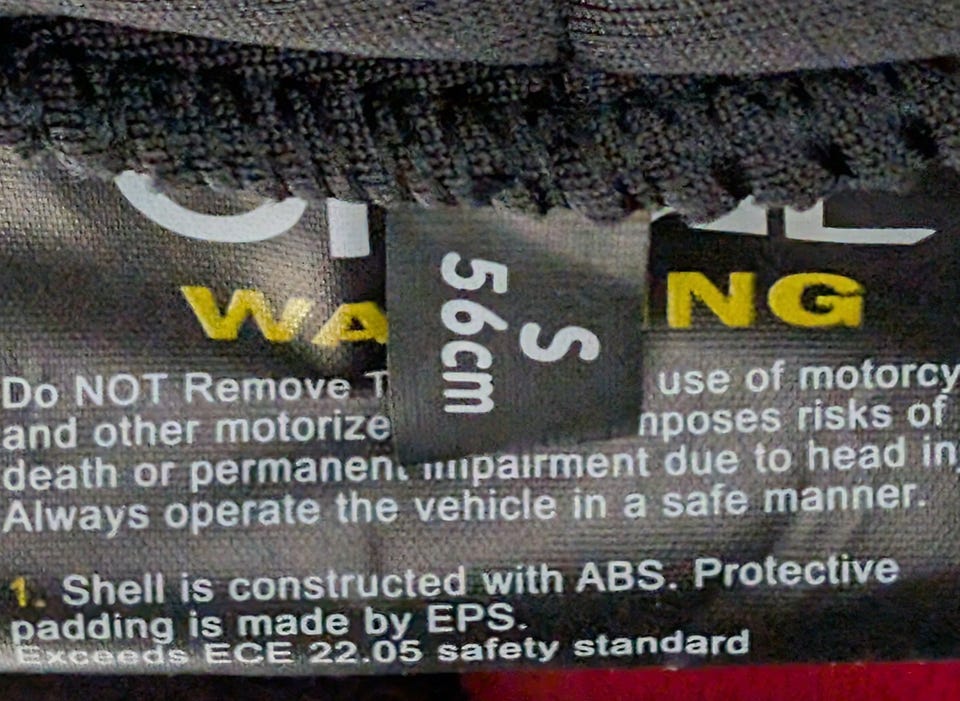 WA NG
S
56cm
Do NOT Remove T use of motorcy
and other motorize mposes risks of
death or permanent impairment due to head in
Always operate the vehicle in a safe manner.
1. Shell is constructed with ABS. Protective
padding is made by EPS.
Exceeds ECE 22.05 safety standard